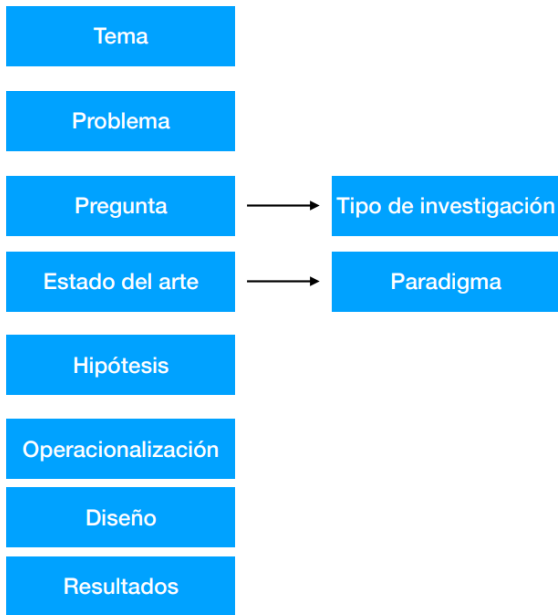 Tema
Problema
Pregunta
Tipo de investigación
Estado del arte
Paradigma
Hipótesis
Operacionalización
Diseño
Resultados